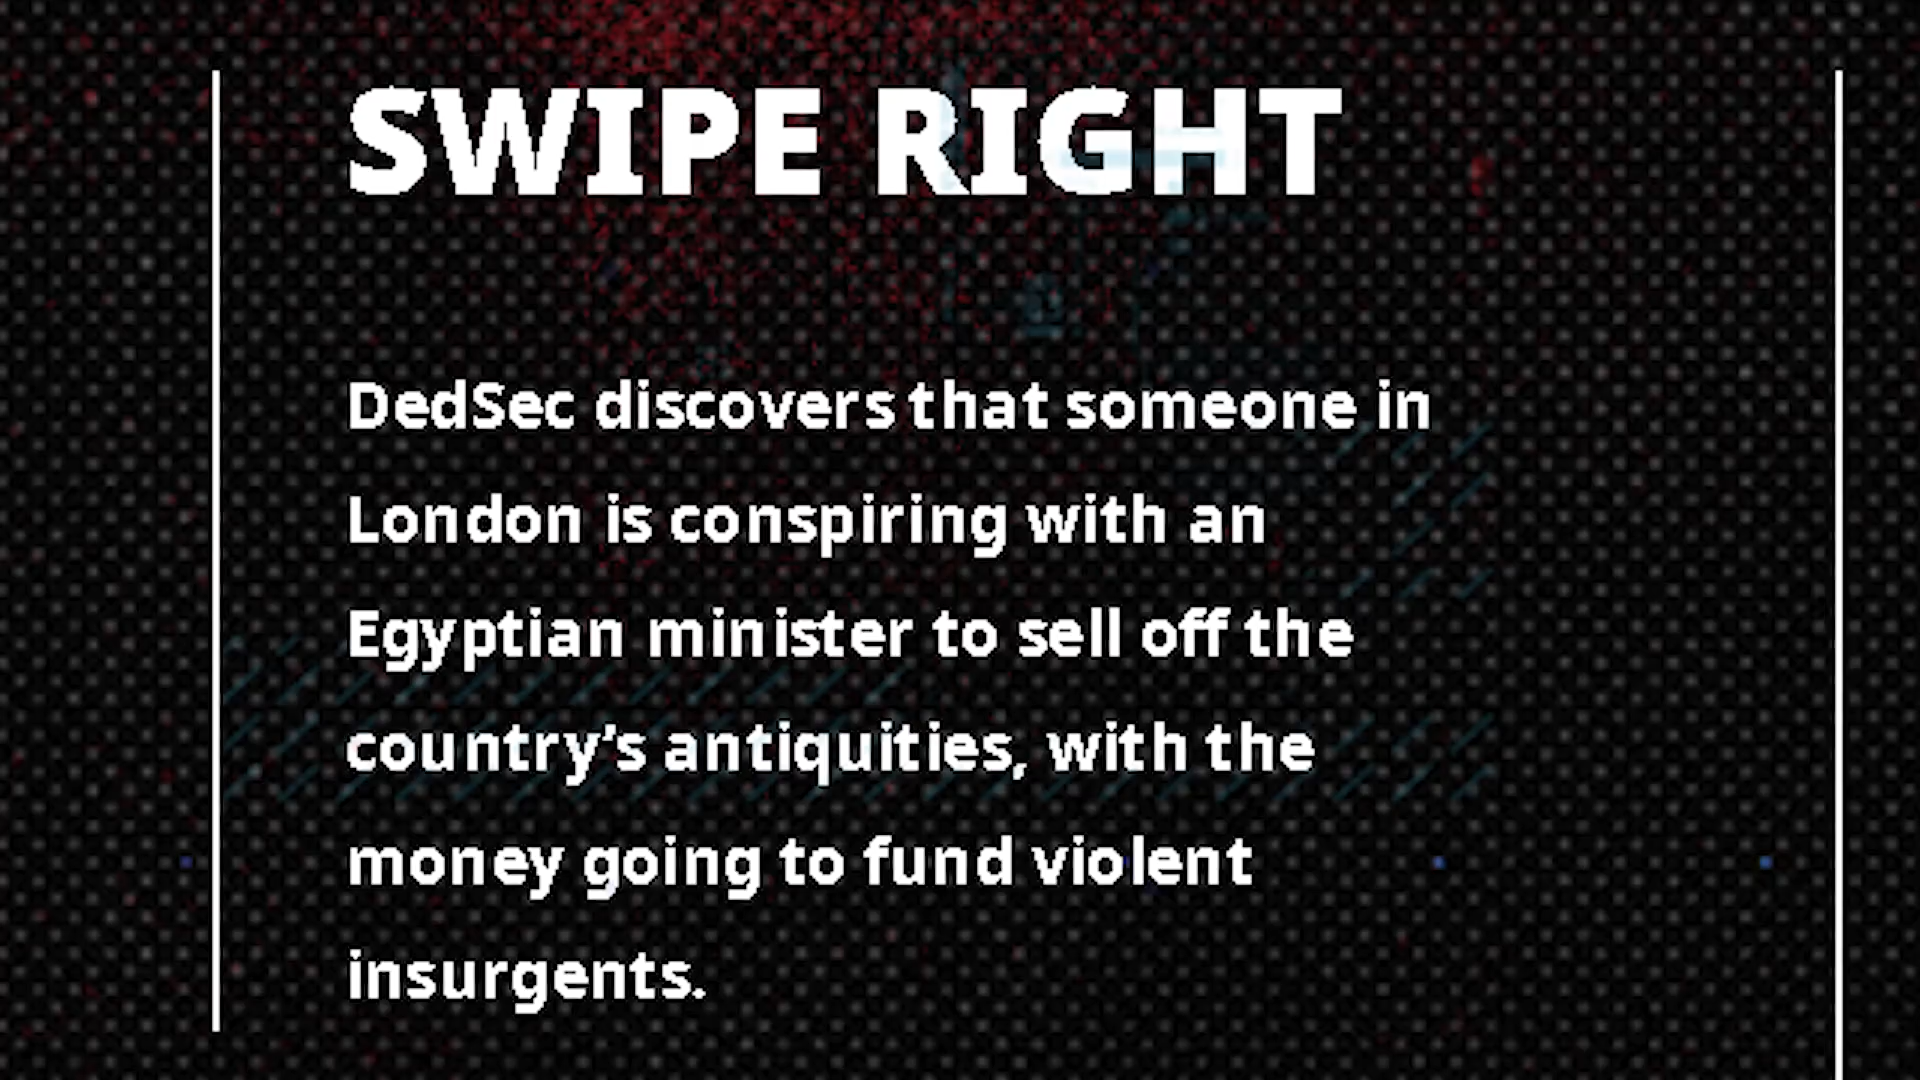 SWIPE RIGHT
DedSec discovers that someone in
London is conspiring with an
Egyptian minister to sell off the
country’s antiquities, with the
money going to fund violent
insurgents.